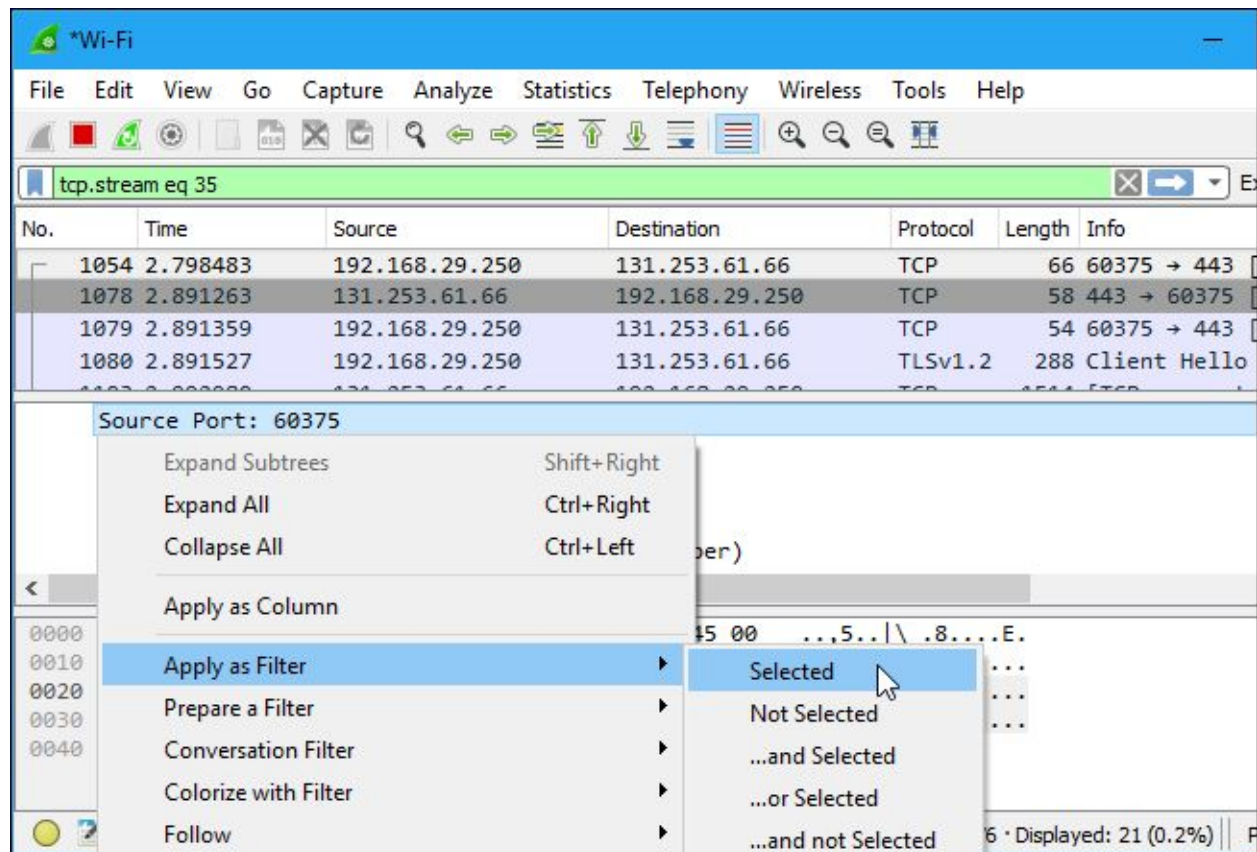 *Wi-Fi
File Edit View Go Capture Analyze Statistics Telephony Wireless Tools Help
tcp.stream eq 35
No. Time Source Destination Protocol Length Info
1054 2.798483 192.168.29.250 131.253.61.66 TCP 66 60375 → 443 [
1078 2.891263 131.253.61.66 192.168.29.250 TCP 58 443 → 60375 [
1079 2.891359 192.168.29.250 131.253.61.66 TCP 54 60375 → 443 [
1080 2.891527 192.168.29.250 131.253.61.66 TLSv1.2 288 Client Hello
Source Port: 60375
Expand Subtrees Shift+Right
Expand All Ctrl+Right
Collapse All Ctrl+Left
ber)
Apply as Column
0000 45 00 ..,5..|\ .8....E.
0010 Apply as Filter Selected ...
0020 ...
Prepare a Filter Not Selected
0030 ...
0040 Conversation Filter ...and Selected
Colorize with Filter ...or Selected
Follow ...and not Selected 6 · Displayed: 21 (0.2%)